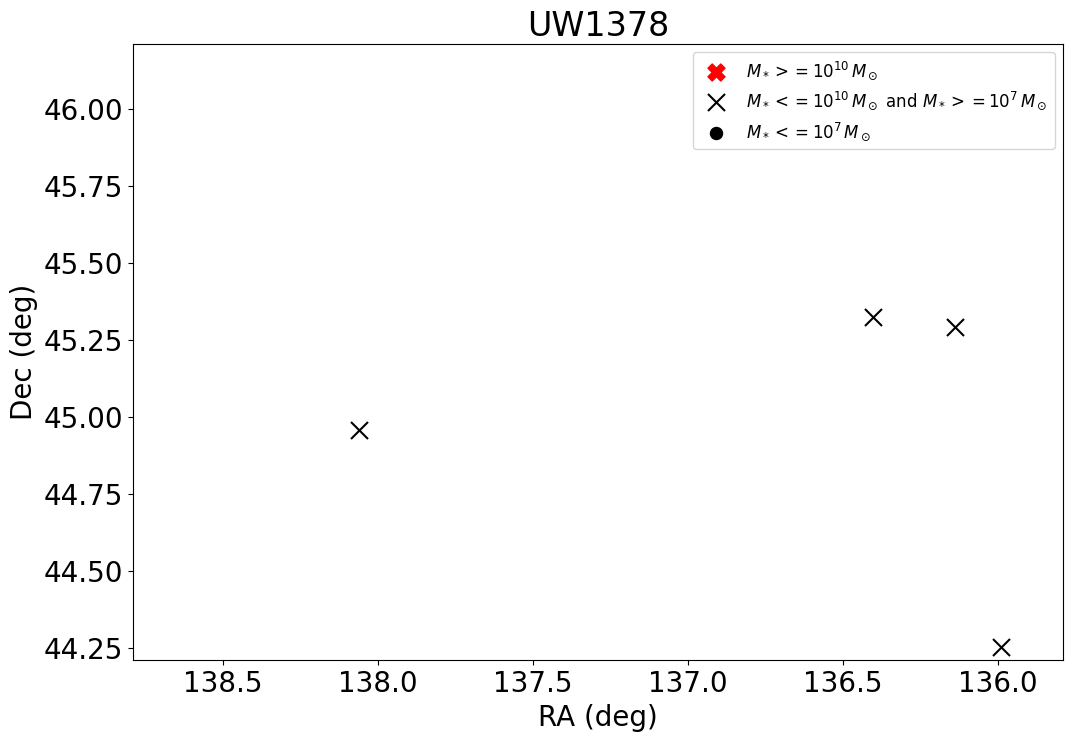 UW1378
M* >= 10^10 M⊙
M* <= 10^10 M⊙ and M* >= 10^7 M⊙
M* <= 10^7 M⊙
46.00
45.75
45.50
45.25
45.00
44.75
44.50
44.25
Dec (deg)
138.5 138.0 137.5 137.0 136.5 136.0
RA (deg)